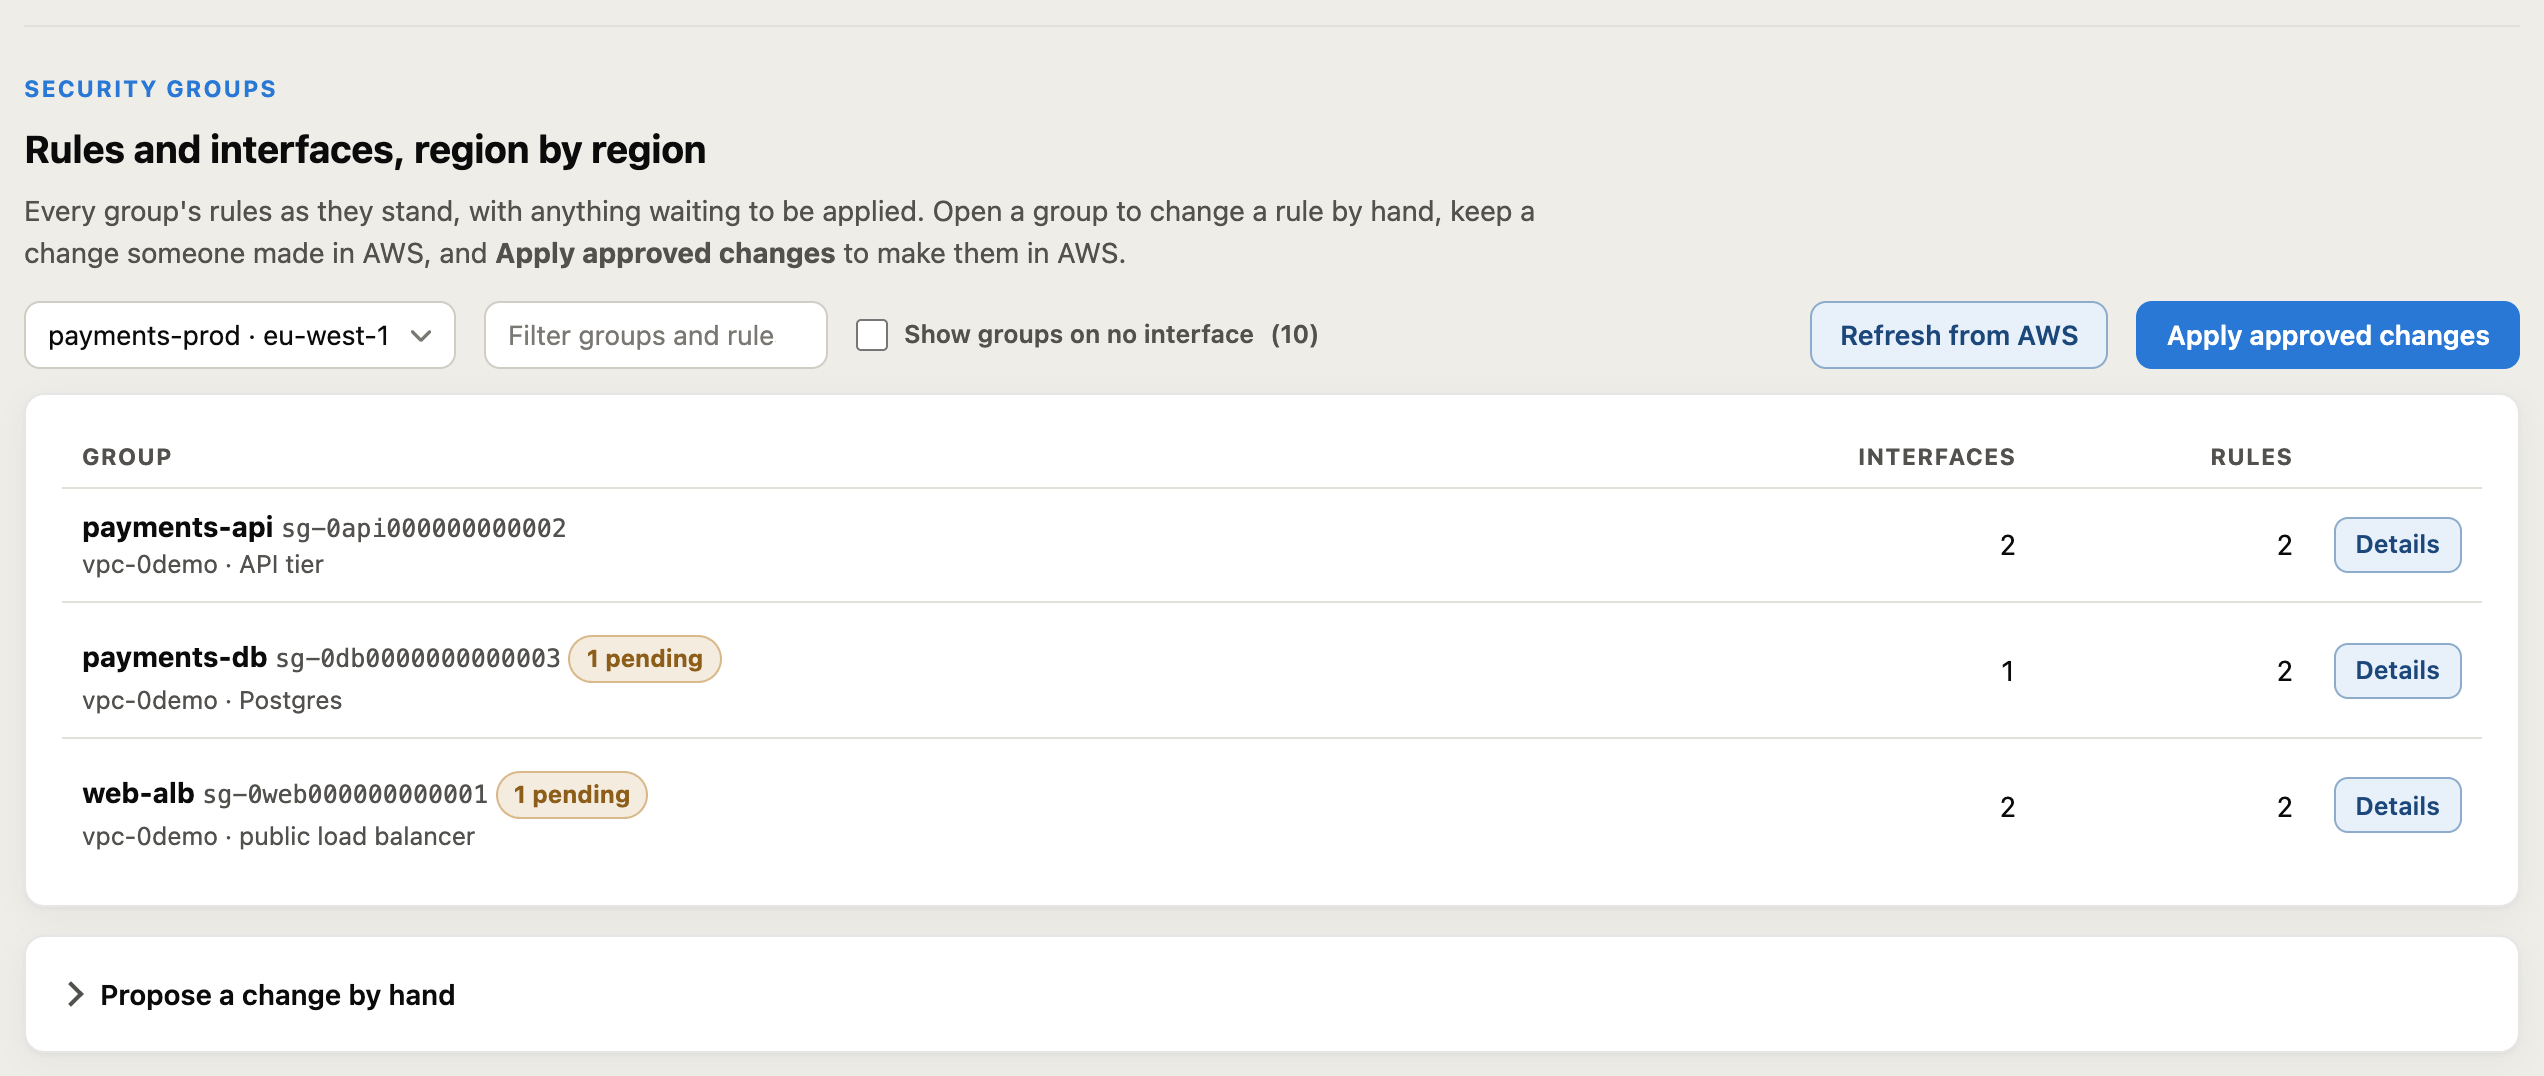 SECURITY GROUPS
Rules and interfaces, region by region
Every group's rules as they stand, with anything waiting to be applied. Open a group to change a rule by hand, keep a
change someone made in AWS, and Apply approved changes to make them in AWS.
payments-prod · eu-west-1 Filter groups and rule Show groups on no interface (10) Refresh from AWS Apply approved changes
GROUP INTERFACES RULES
payments-api sg-0api000000000002 2 2 Details
vpc-0demo · API tier
payments-db sg-0db0000000000003 1 pending 1 2 Details
vpc-0demo · Postgres
web-alb sg-0web000000000001 1 pending 2 2 Details
vpc-0demo · public load balancer
Propose a change by hand